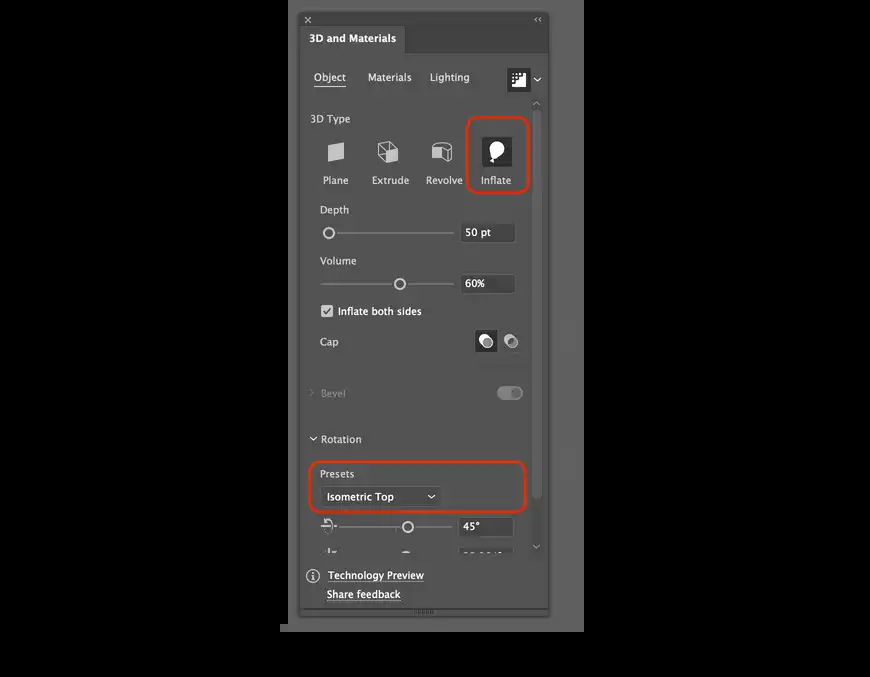 3D and Materials
Object Materials Lighting
3D Type
Plane Extrude Revolve Inflate
Depth
50 pt
Volume
60%
Inflate both sides
Cap
Bevel
Rotation
Presets
Isometric Top
45°
Technology Preview
Share feedback